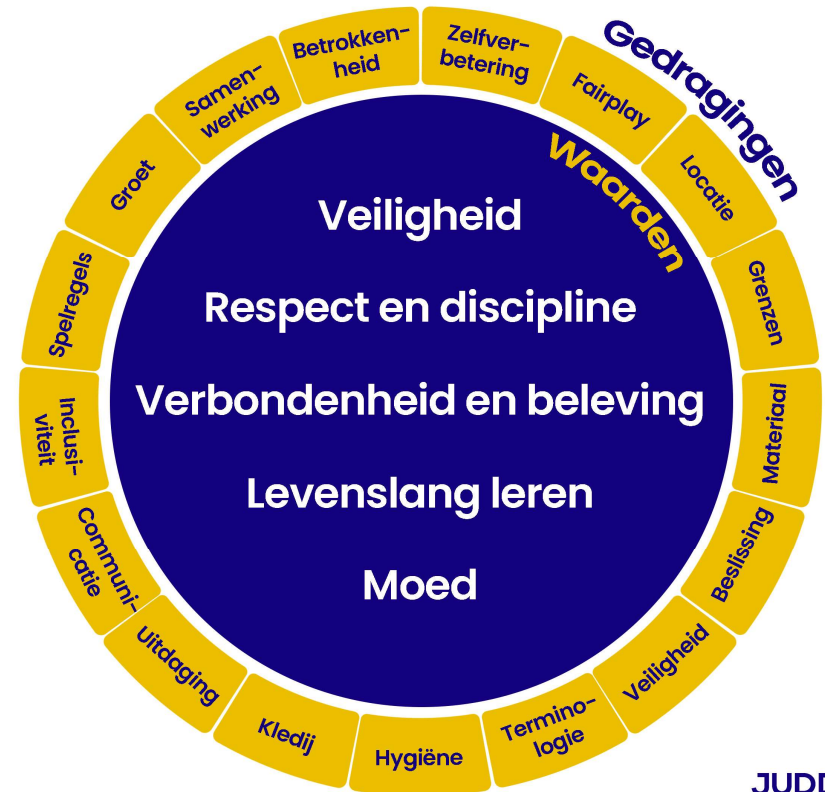 Gedragingen
Waarden
Betrokken-
heid
Zelfver-
betering
Fairplay
Locatie
Grenzen
Materiaal
Beslissing
Veiligheid
Termino-
logie
Hygiëne
Kledij
Uitdaging
Communi-
catie
Inclusi-
viteit
Spelregels
Groet
Samen-
werking
Veiligheid
Respect en discipline
Verbondenheid en beleving
Levenslang leren
Moed